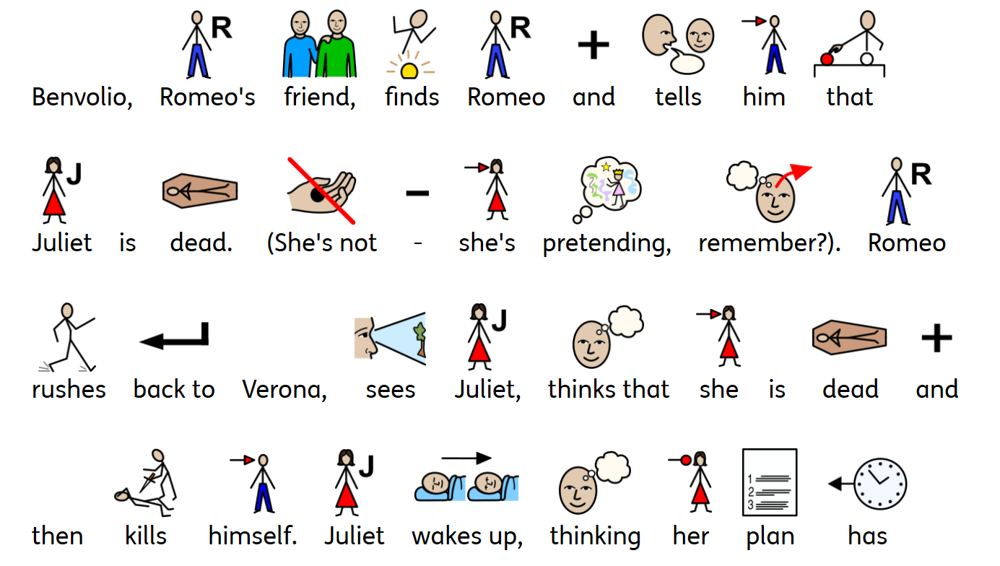 Benvolio, Romeo's friend, finds Romeo and tells him that
Juliet is dead. (She's not - she's pretending, remember?). Romeo
rushes back to Verona, sees Juliet, thinks that she is dead and
then kills himself. Juliet wakes up, thinking her plan has